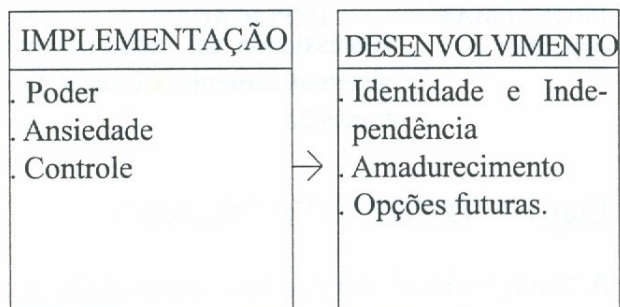 IMPLEMENTAÇÃO
. Poder
. Ansiedade
. Controle
DESENVOLVIMENTO
. Identidade e Inde-
pendência
. Amadurecimento
. Opções futuras.